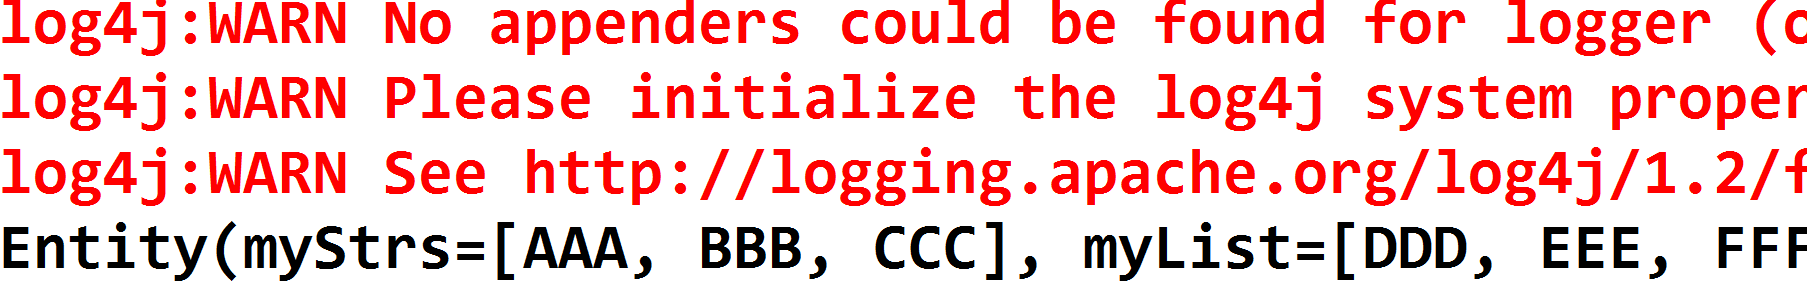 log4j:WARN No appenders could be found for logger (
log4j:WARN Please initialize the log4j system proper
log4j:WARN See http://logging.apache.org/log4j/1.2/f
Entity(myStrs=[AAA, BBB, CCC], myList=[DDD, EEE, FFF